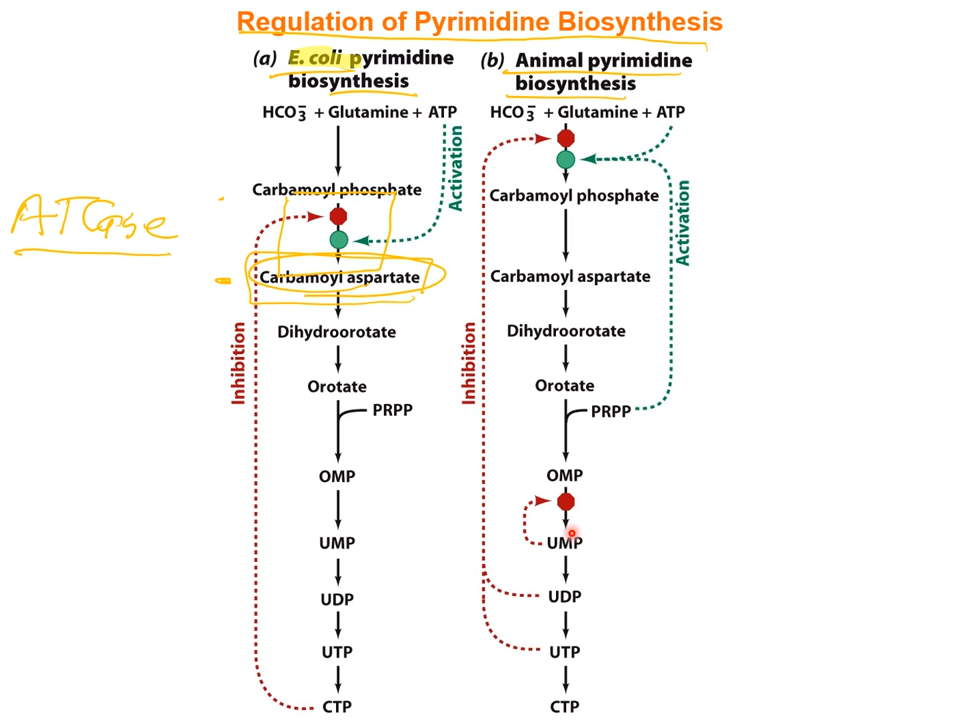 Regulation of Pyrimidine Biosynthesis
(a) E. coli pyrimidine
biosynthesis
HCO3− + Glutamine + ATP
Activation
Carbamoyl phosphate
ATCase
Carbamoyl aspartate
Inhibition
Dihydroorotate
Orotate
PRPP
OMP
UMP
UDP
UTP
CTP
(b) Animal pyrimidine
biosynthesis
HCO3− + Glutamine + ATP
Carbamoyl phosphate
Activation
Carbamoyl aspartate
Inhibition
Dihydroorotate
Orotate
PRPP
OMP
UMP
UDP
UTP
CTP